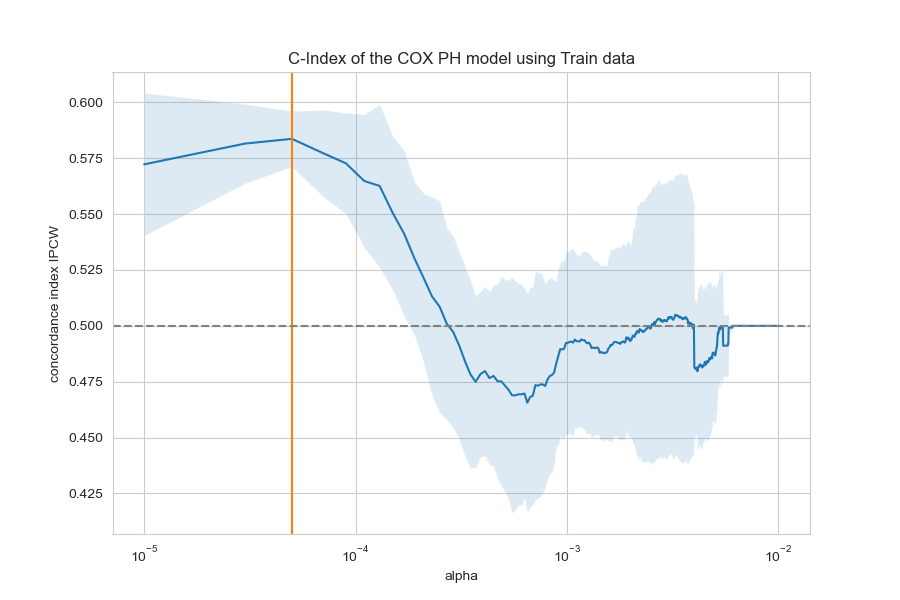 C-Index of the COX PH model using Train data
concordance index IPCW
0.600
0.575
0.550
0.525
0.500
0.475
0.450
0.425
10⁻⁵ 10⁻⁴ 10⁻³ 10⁻²
alpha